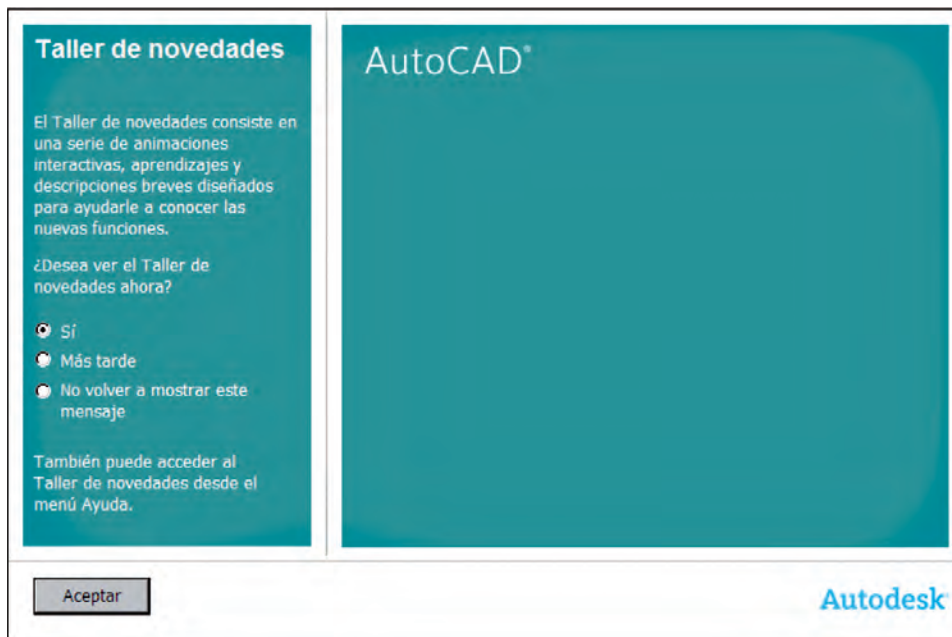 Taller de novedades
El Taller de novedades consiste en
una serie de animaciones
interactivas, aprendizajes y
descripciones breves diseñados
para ayudarle a conocer las
nuevas funciones.
¿Desea ver el Taller de
novedades ahora?
Sí
Más tarde
No volver a mostrar este
mensaje
También puede acceder al
Taller de novedades desde el
menú Ayuda.
AutoCAD®
Aceptar
Autodesk